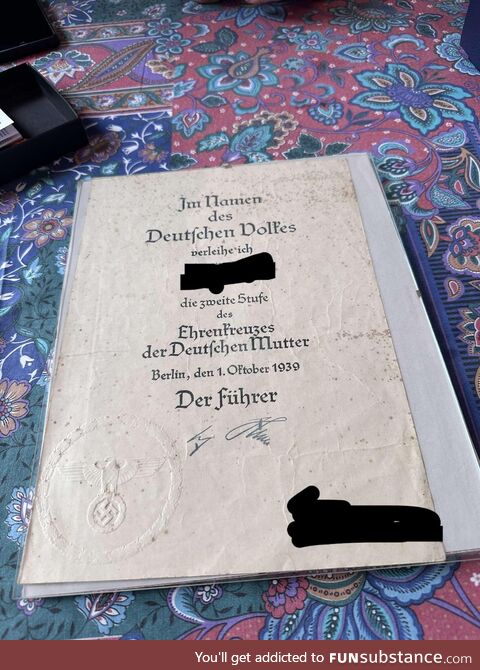 Im Namen
des
Deutschen Volkes
verleihe ich
die zweite Stufe
des
Ehrenkreuzes
der Deutschen Mutter
Berlin, den 1. Oktober 1939
Der Führer
You'll get addicted to FUNsubstance.com